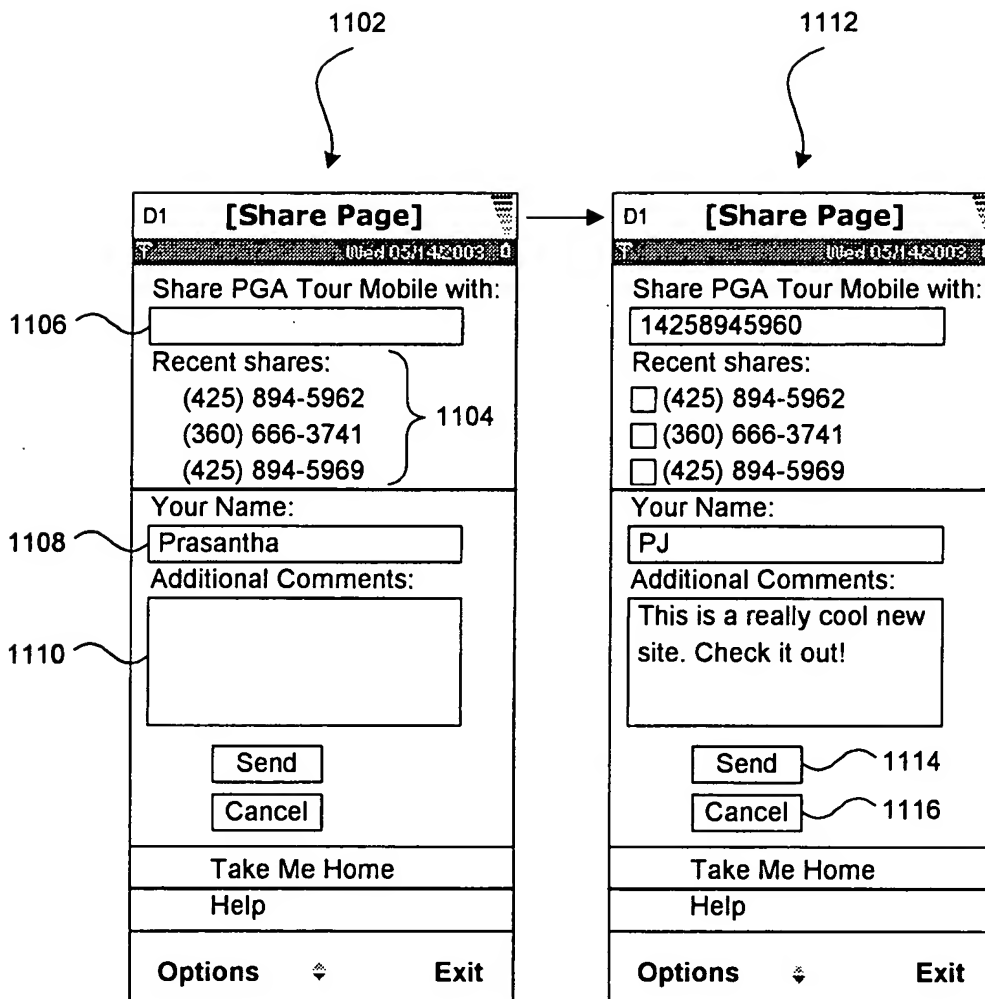 1102
D1 [Share Page]
Wed 05/14/2003
Share PGA Tour Mobile with:
1106
Recent shares:
(425) 894-5962
(360) 666-3741
(425) 894-5969
1104
Your Name:
1108
Prasantha
Additional Comments:
1110
Send
Cancel
Take Me Home
Help
Options Exit
1112
D1 [Share Page]
Wed 05/14/2003
Share PGA Tour Mobile with:
14258945960
Recent shares:
(425) 894-5962
(360) 666-3741
(425) 894-5969
Your Name:
PJ
Additional Comments:
This is a really cool new
site. Check it out!
Send
1114
Cancel
1116
Take Me Home
Help
Options Exit